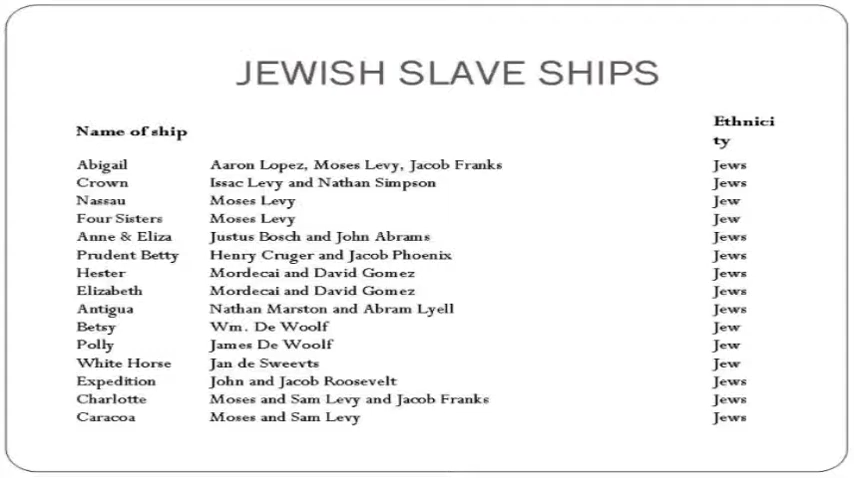 JEWISH SLAVE SHIPS
Name of ship Ethnici
ty
Abigail Aaron Lopez, Moses Levy, Jacob Franks Jews
Crown Issac Levy and Nathan Simpson Jews
Nassau Moses Levy Jew
Four Sisters Moses Levy Jew
Anne & Eliza Justus Bosch and John Abrams Jews
Prudent Betty Henry Cruger and Jacob Phoenix Jews
Hester Mordecai and David Gomez Jews
Elizabeth Mordecai and David Gomez Jews
Antigua Nathan Marston and Abram Lyell Jews
Betsy Wm. De Woolf Jew
Polly James De Woolf Jew
White Horse Jan de Sweevts Jew
Expedition John and Jacob Roosevelt Jews
Charlotte Moses and Sam Levy and Jacob Franks Jews
Caracoa Moses and Sam Levy Jews